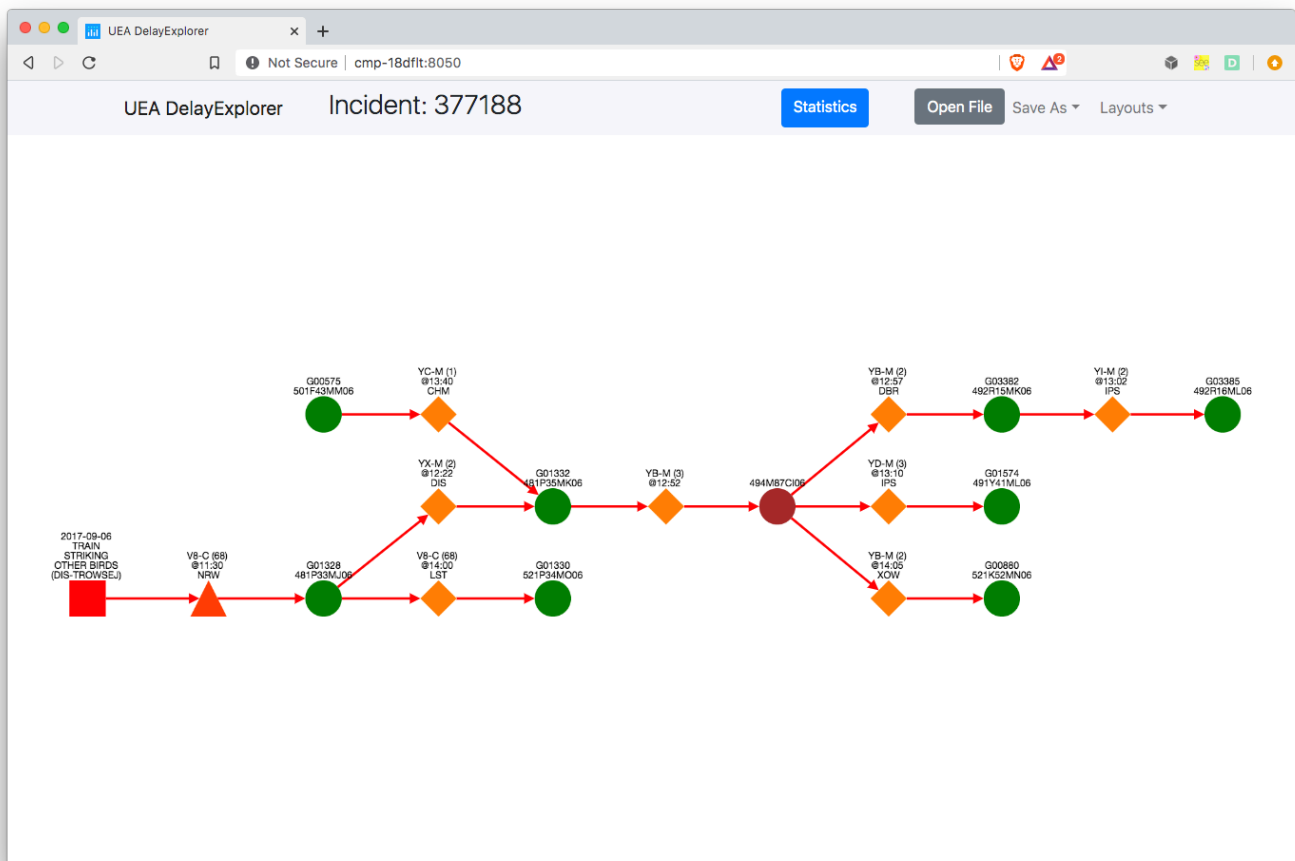 UEA DelayExplorer
Not Secure
cmp-18dflt:8050
2
D
UEA DelayExplorer
Incident: 377188
Statistics
Open File
Save As
Layouts
G00575
501F43MM06
YC-M (1)
@13:40
CHM
YB-M (2)
@12:57
DBR
G03382
492R15MK06
YI-M (2)
@13:02
IPS
G03385
492R16ML06
YX-M (2)
@12:22
DIS
G01332
481P35MK06
YB-M (3)
@12:52
494M87CI06
YD-M (3)
@13:10
IPS
G01574
491Y41ML06
2017-09-06
TRAIN
STRIKING
OTHER BIRDS
(DIS-TROWSEJ)
V8-C (68)
@11:30
NRW
G01328
481P33MJ06
V8-C (68)
@14:00
LST
G01330
521P34MO06
YB-M (2)
@14:05
XOW
G00880
521K52MN06